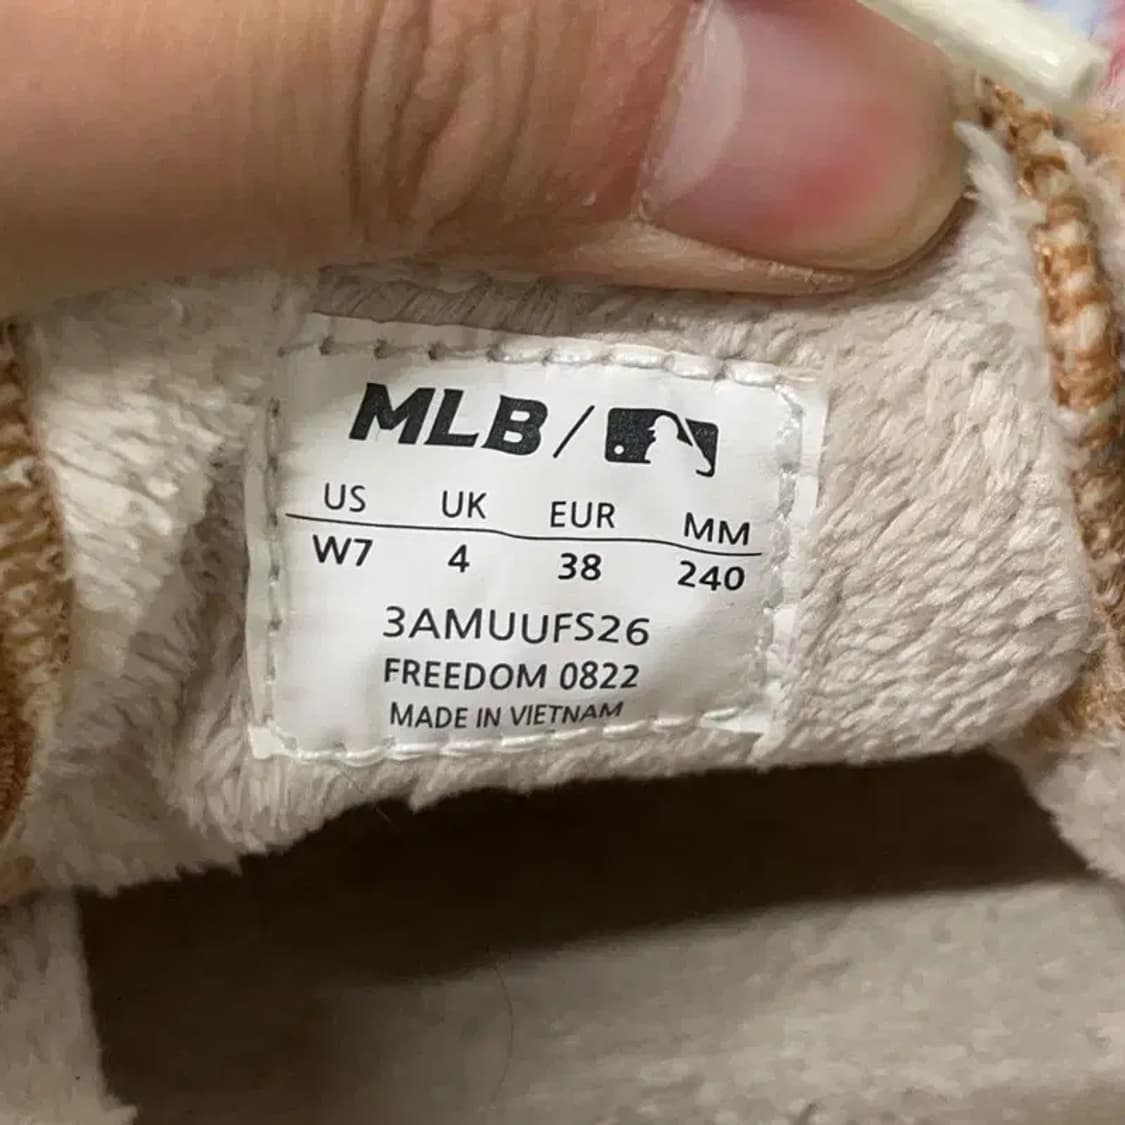 MLB/
US UK EUR MM
W7 4 38 240
3AMUUFS26
FREEDOM 0822
MADE IN VIETNAM